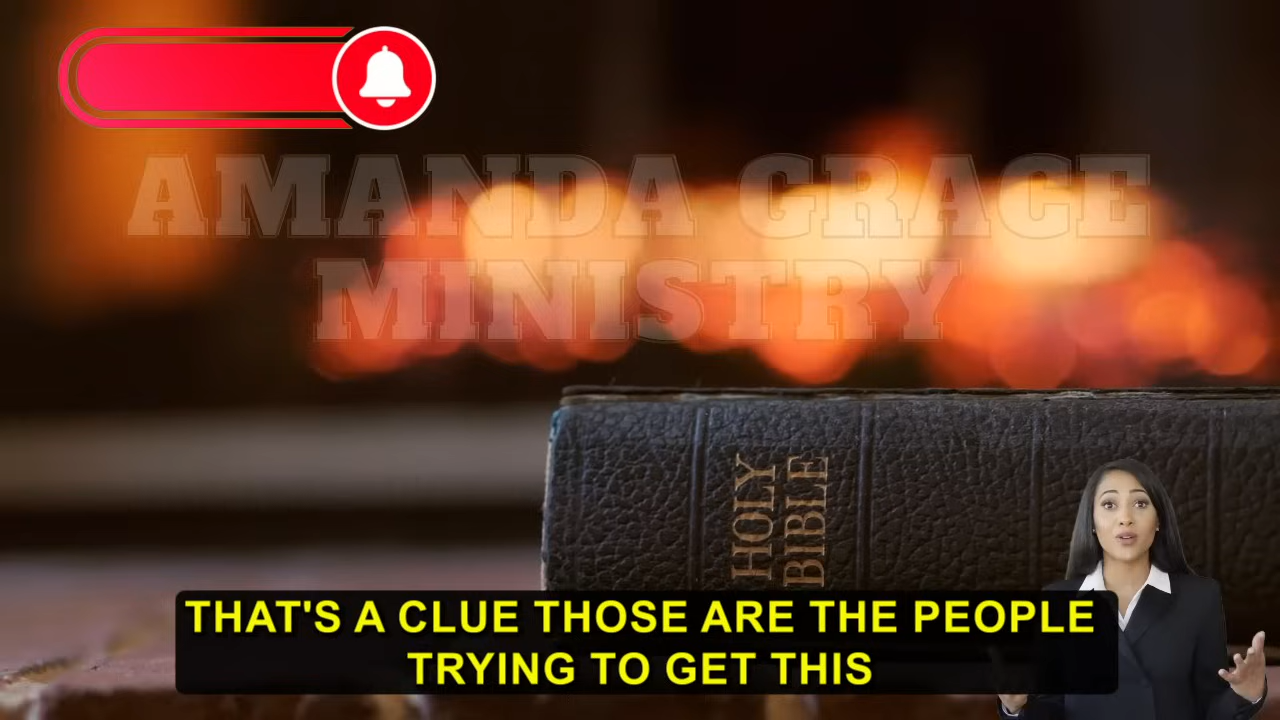 AMANDA GRACE
MINISTRY
HOLY
BIBLE
THAT'S A CLUE THOSE ARE THE PEOPLE
TRYING TO GET THIS